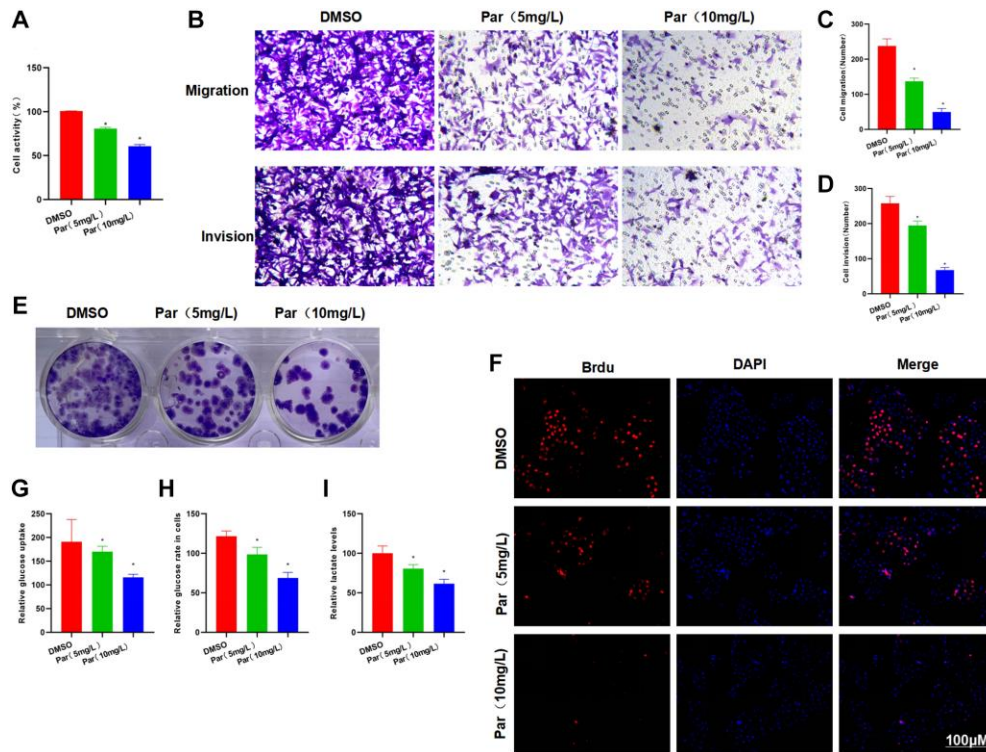 A
Cell activity(%)
150
100
50
0
DMSO
Par(5mg/L)
Par(10mg/L)
B
DMSO
Par（5mg/L)
Par（10mg/L)
Migration
Invision
C
Cell migration(Number)
300
200
100
0
DMSO
Par(5mg/L)
Par(10mg/L)
D
Cell invision(Number)
300
200
100
0
DMSO
Par(5mg/L)
Par(10mg/L)
E
DMSO
Par（5mg/L)
Par（10mg/L)
F
Brdu
DAPI
Merge
DMSO
Par（5mg/L)
Par（10mg/L)
100μM
G
Relative glucose uptake
250
200
150
100
50
0
DMSO
Par(5mg/L)
Par(10mg/L)
H
Relative glucose rate in cells
150
100
50
0
DMSO
Par(5mg/L)
Par(10mg/L)
I
Relative lactate levels
150
100
50
0
DMSO
Par(5mg/L)
Par(10mg/L)